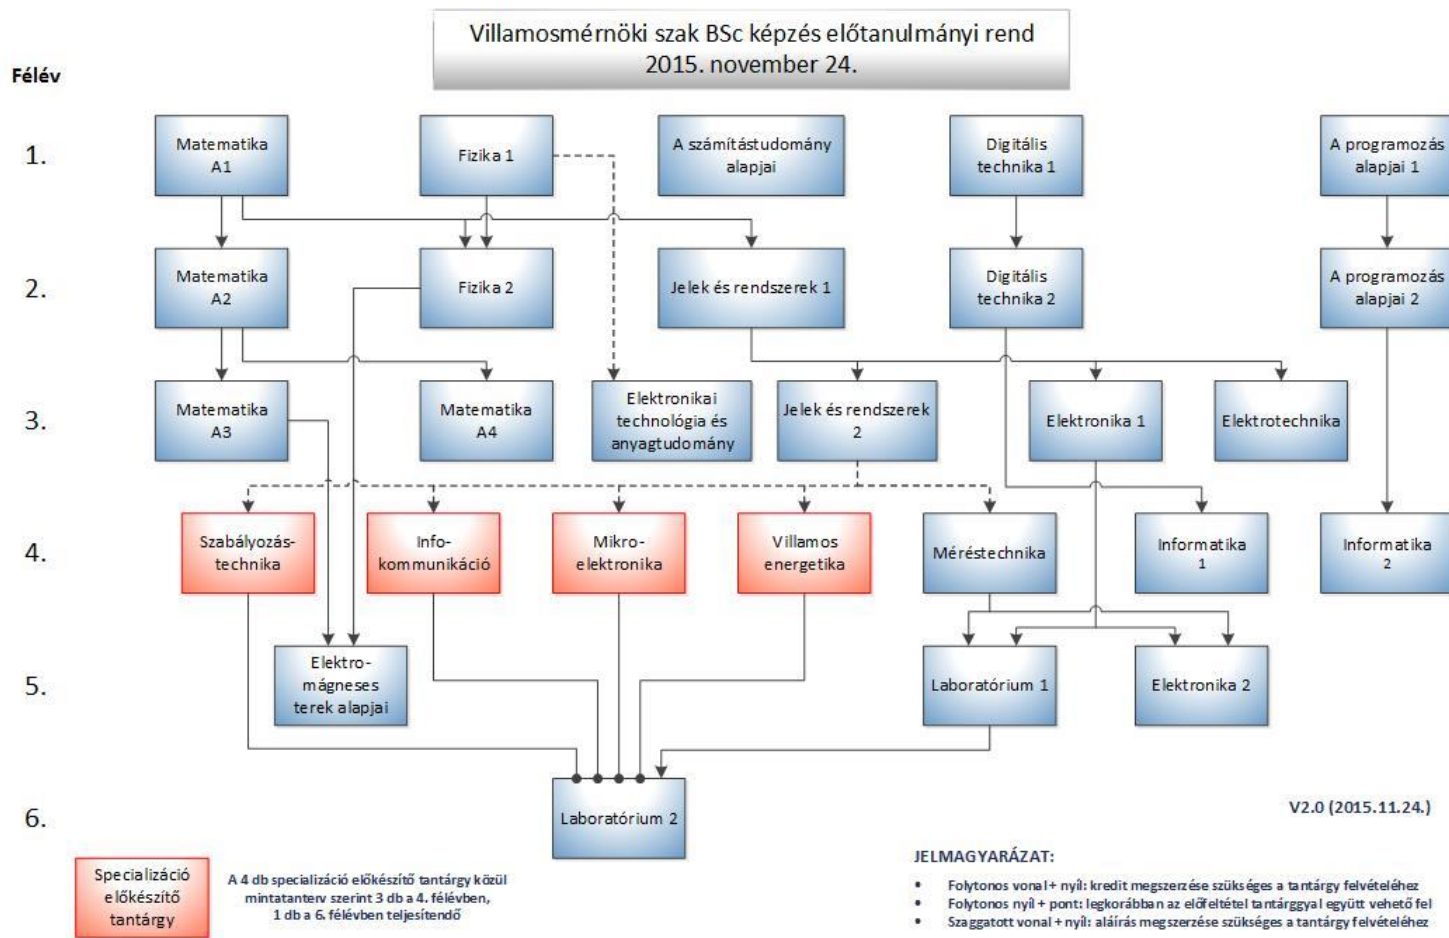 Villamosmérnöki szak BSc képzés előtanulmányi rend
2015. november 24.
Félév
1.
Matematika
A1
Fizika 1
A számítástudomány
alapjai
Digitális
technika 1
A programozás
alapjai 1
2.
Matematika
A2
Fizika 2
Jelek és rendszerek 1
Digitális
technika 2
A programozás
alapjai 2
3.
Matematika
A3
Matematika
A4
Elektronikai
technológia és
anyagtudomány
Jelek és rendszerek
2
Elektronika 1
Elektrotechnika
4.
Szabályozás-
technika
Info-
kommunikáció
Mikro-
elektronika
Villamos
energetika
Méréstechnika
Informatika
1
Informatika
2
5.
Elektro-
mágneses
terek alapjai
Laboratórium 1
Elektronika 2
6.
Laboratórium 2
V2.0 (2015.11.24.)
Specializáció
előkészítő
tantárgy
A 4 db specializáció előkészítő tantárgy közül
mintatanterv szerint 3 db a 4. félévben,
1 db a 6. félévben teljesítendő
JELMAGYARÁZAT:
• Folytonos vonal + nyíl: kredit megszerzése szükséges a tantárgy felvételéhez
• Folytonos nyíl + pont: legkorábban az előfeltétel tantárggyal együtt vehető fel
• Szaggatott vonal + nyíl: aláírás megszerzése szükséges a tantárgy felvételéhez